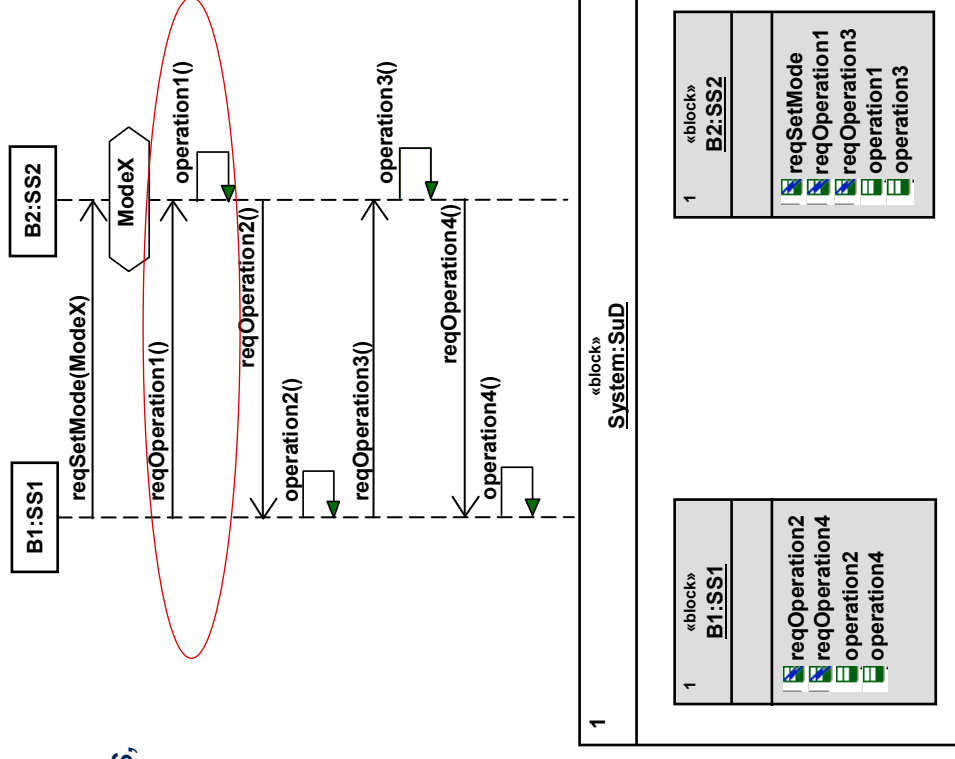 B1:SS1
B2:SS2
reqSetMode(ModeX)
ModeX
reqOperation1()
operation1()
reqOperation2()
operation2()
reqOperation3()
operation3()
reqOperation4()
operation4()
1
«block»
System:SuD
1
«block»
B1:SS1
reqOperation2
reqOperation4
operation2
operation4
1
«block»
B2:SS2
reqSetMode
reqOperation1
reqOperation3
operation1
operation3